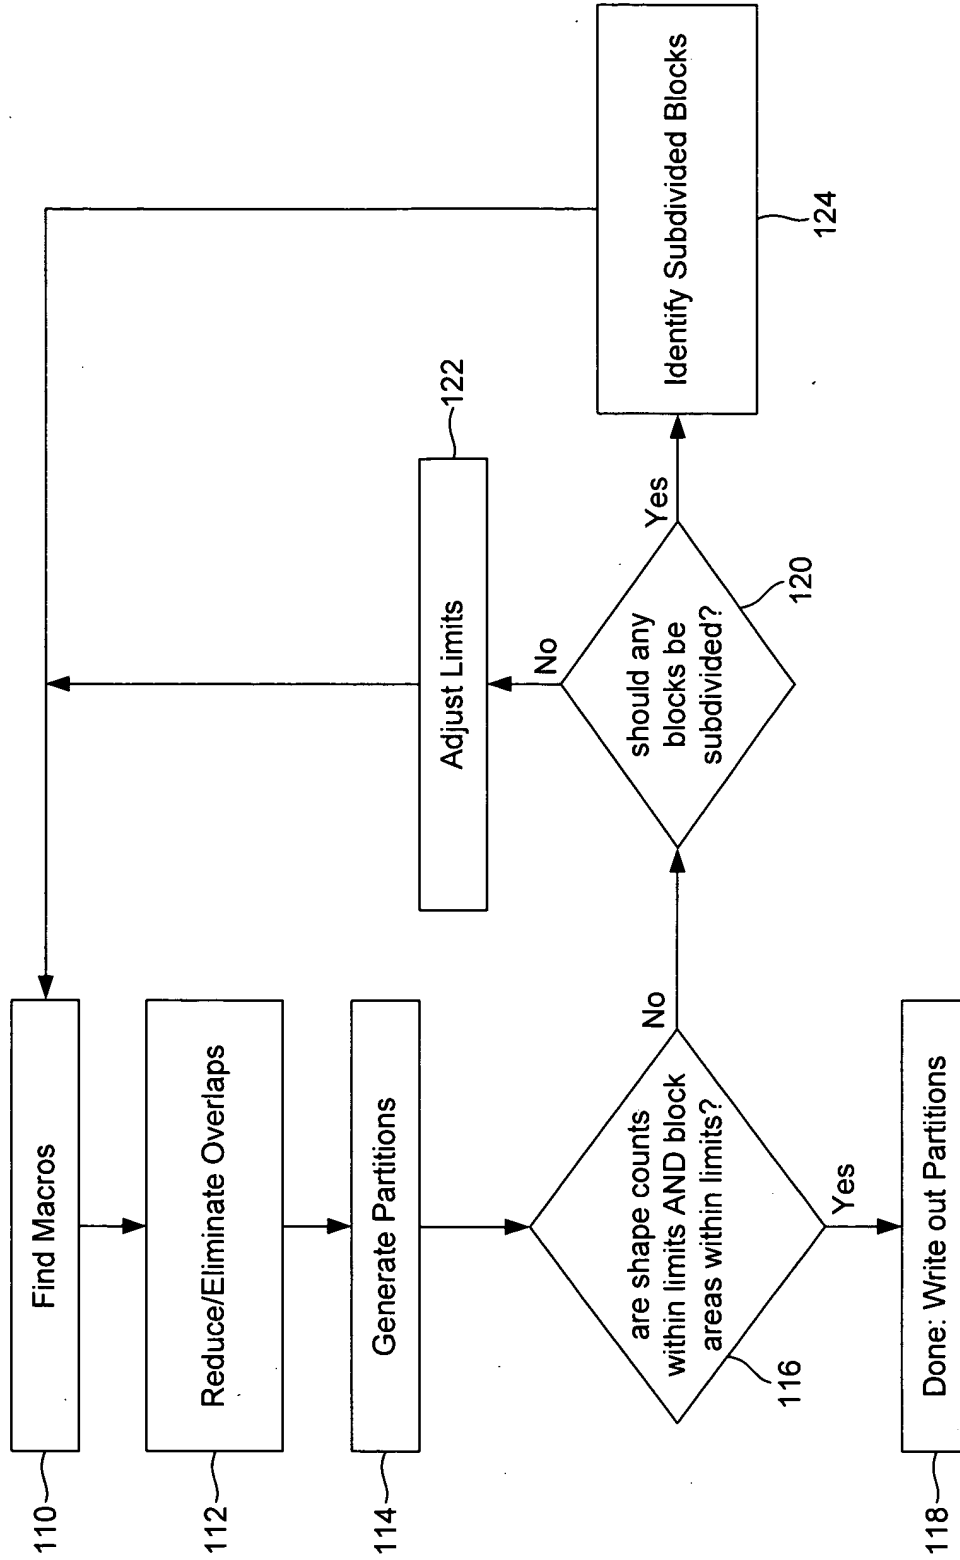 110
Find Macros
112
Reduce/Eliminate Overlaps
114
Generate Partitions
are shape counts
within limits AND block
areas within limits?
116
No
Yes
118
Done: Write out Partitions
should any
blocks be
subdivided?
120
No
Yes
Adjust Limits
122
Identify Subdivided Blocks
124